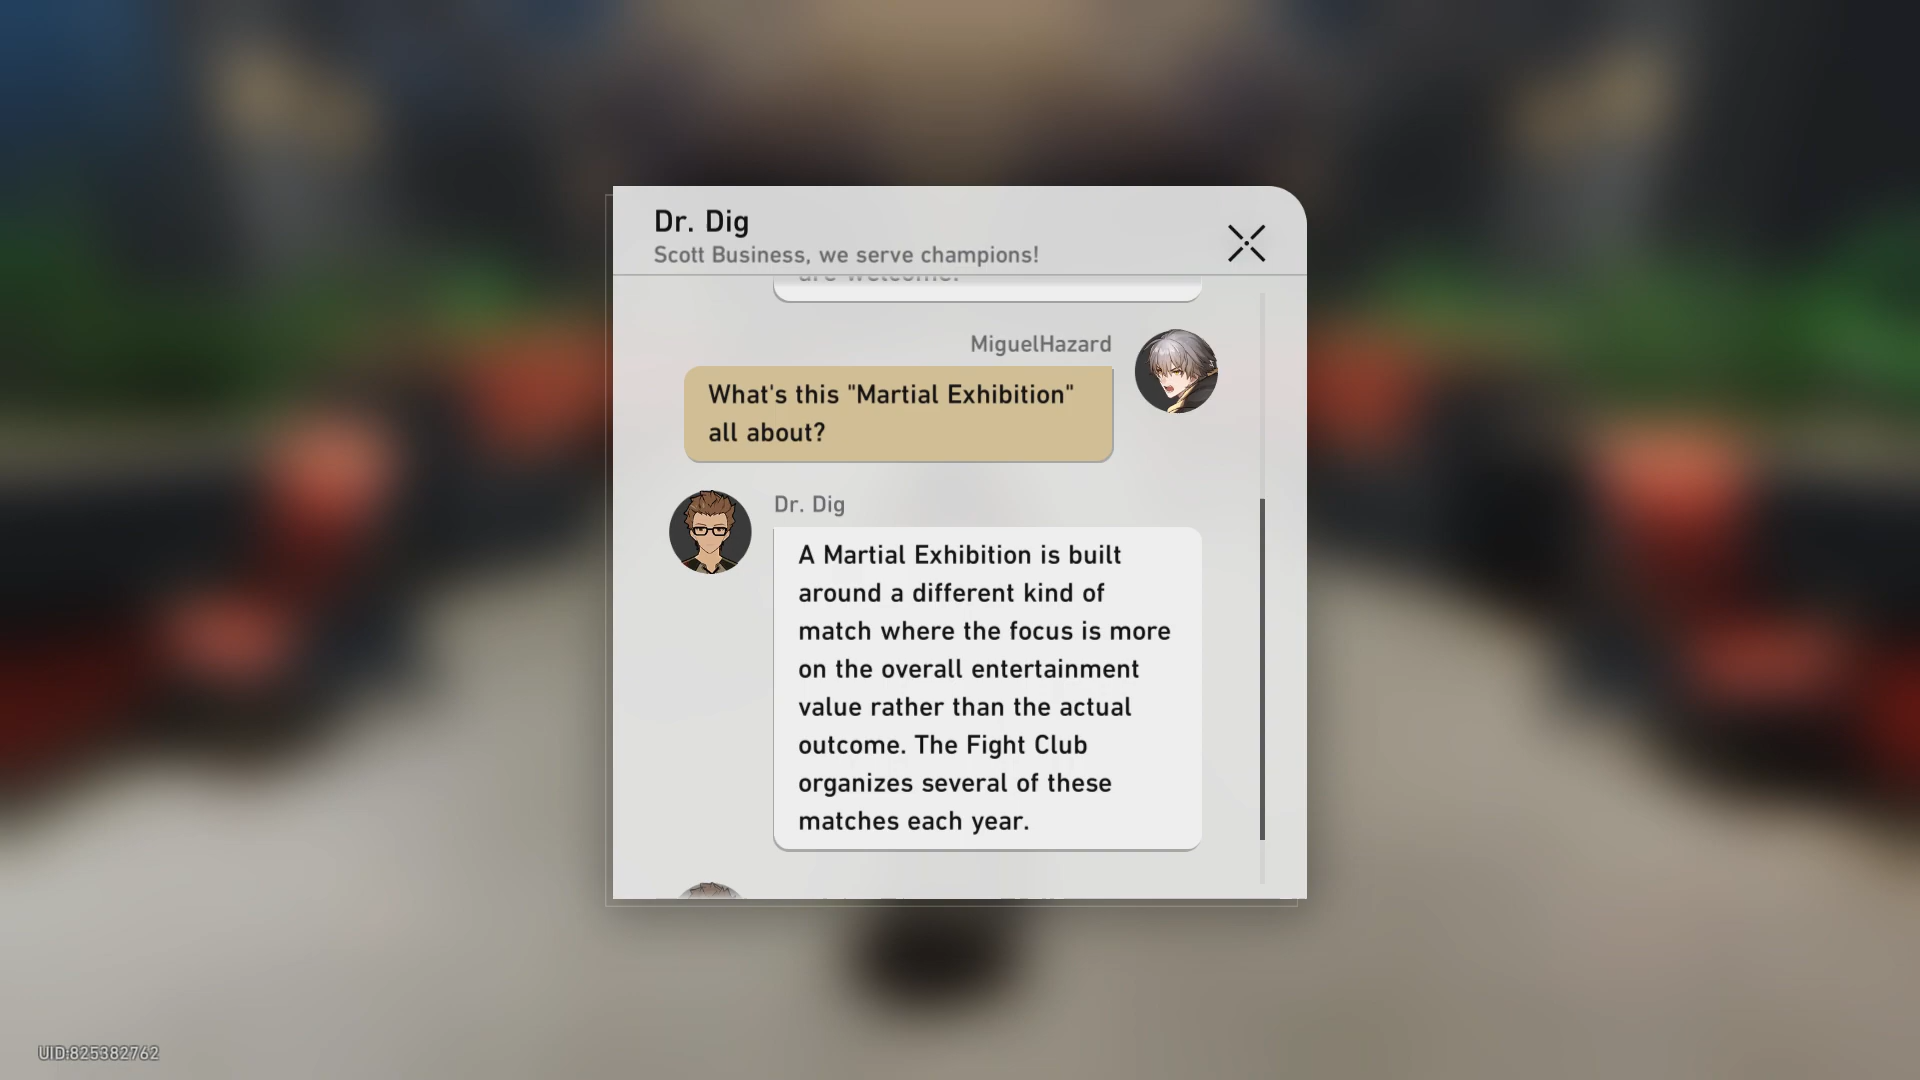 Dr. Dig
Scott Business, we serve champions!
are welcome.
MiguelHazard
What's this "Martial Exhibition"
all about?
Dr. Dig
A Martial Exhibition is built
around a different kind of
match where the focus is more
on the overall entertainment
value rather than the actual
outcome. The Fight Club
organizes several of these
matches each year.
UID:825382762